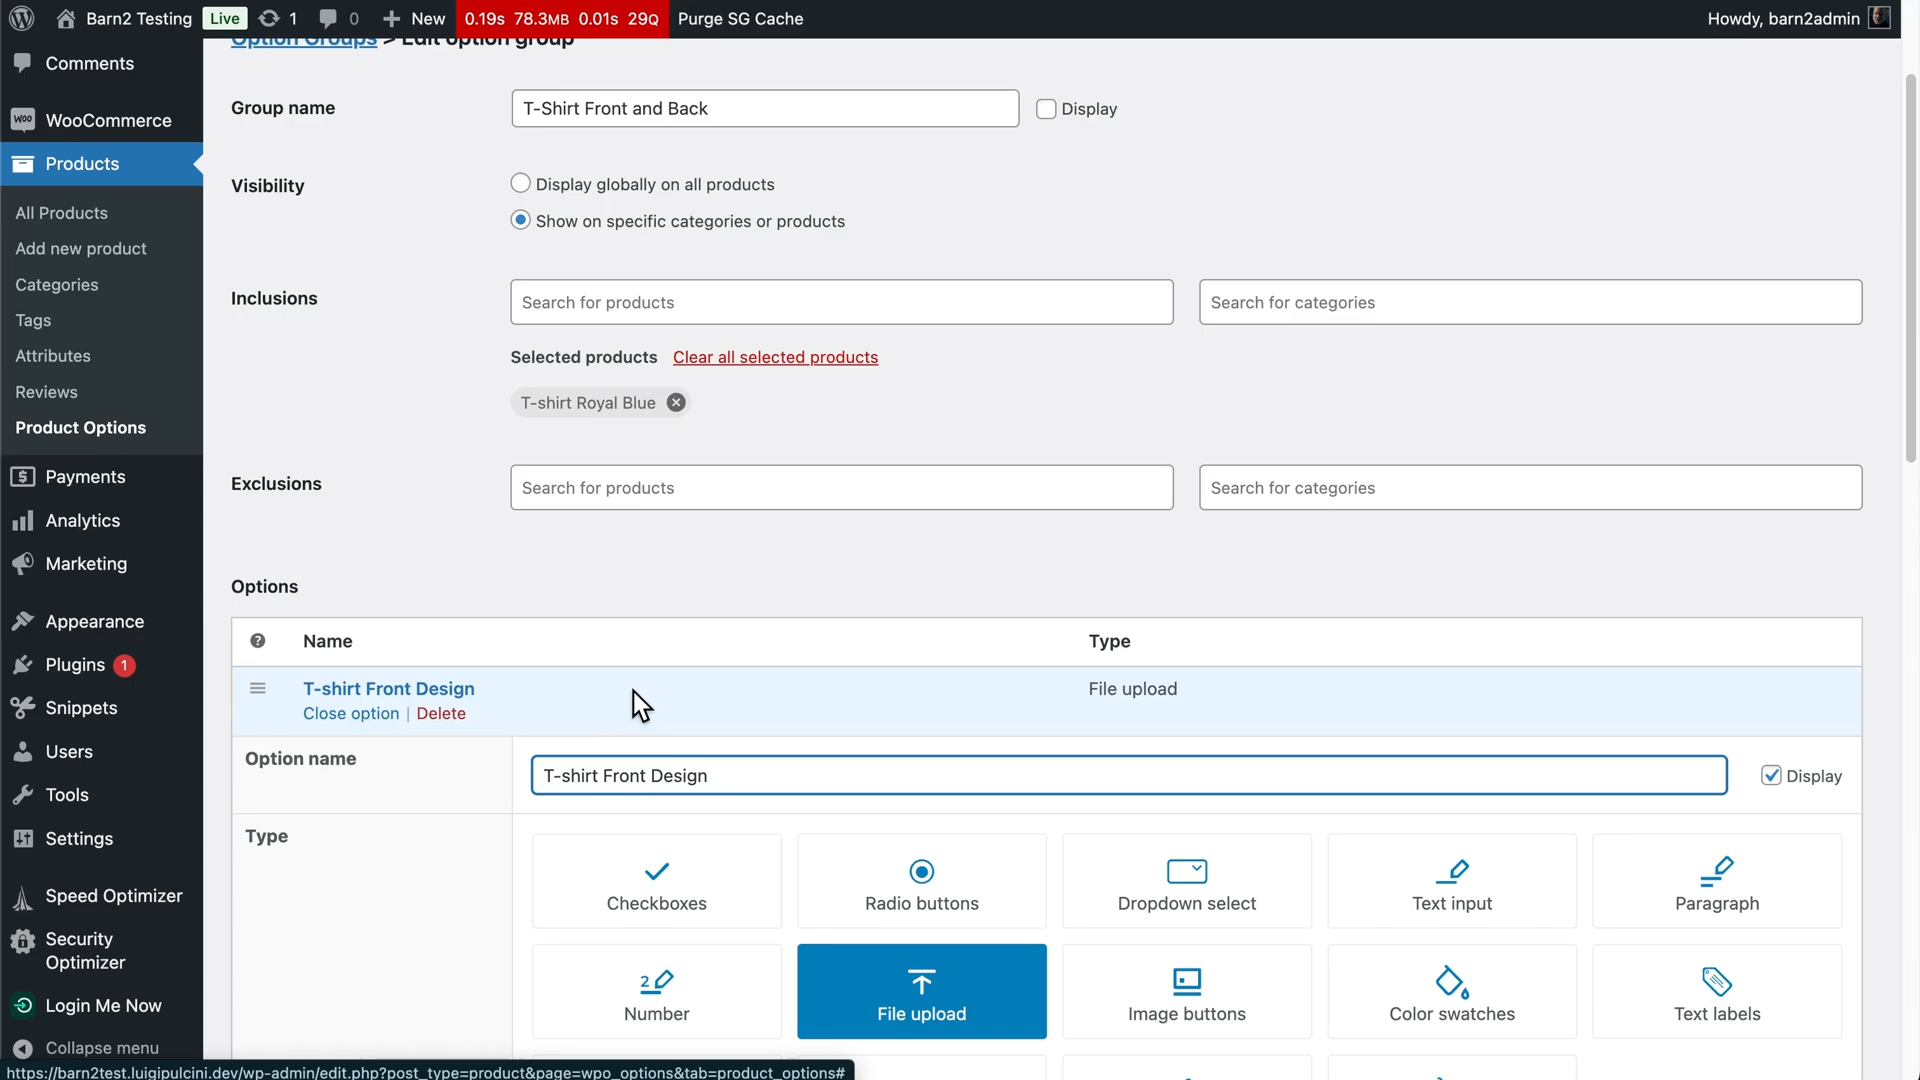 Barn2 Testing Live 1 0 New 0.19s 78.3MB 0.01s 29Q Purge SG Cache Howdy, barn2admin
Option Groups > Edit option group
Comments
WooCommerce
Products
All Products
Add new product
Categories
Tags
Attributes
Reviews
Product Options
Payments
Analytics
Marketing
Appearance
Plugins 1
Snippets
Users
Tools
Settings
Speed Optimizer
Security
Optimizer
Login Me Now
Collapse menu
Group name
T-Shirt Front and Back
Display
Visibility
Display globally on all products
Show on specific categories or products
Inclusions
Search for products
Search for categories
Selected products Clear all selected products
T-shirt Royal Blue
Exclusions
Search for products
Search for categories
Options
Name Type
T-shirt Front Design File upload
Close option | Delete
Option name
T-shirt Front Design
Display
Type
Checkboxes
Radio buttons
Dropdown select
Text input
Paragraph
2
Number
File upload
Image buttons
Color swatches
Text labels
https://barn2test.luigipulcini.dev/wp-admin/edit.php?post_type=product&page=wpo_options&tab=product_options#